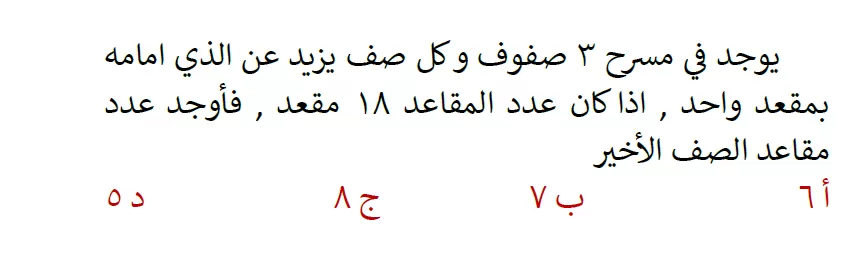 يوجد في مسرح ٣ صفوف وكل صف يزيد عن الذي امامه
بمقعد واحد , اذا كان عدد المقاعد ١٨ مقعد , فأوجد عدد
مقاعد الصف الأخير
أ ٦ ب ٧ ج ٨ د ٥